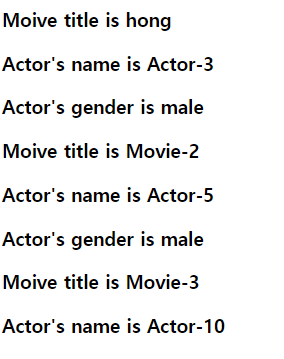 Moive title is hong
Actor's name is Actor-3
Actor's gender is male
Moive title is Movie-2
Actor's name is Actor-5
Actor's gender is male
Moive title is Movie-3
Actor's name is Actor-10